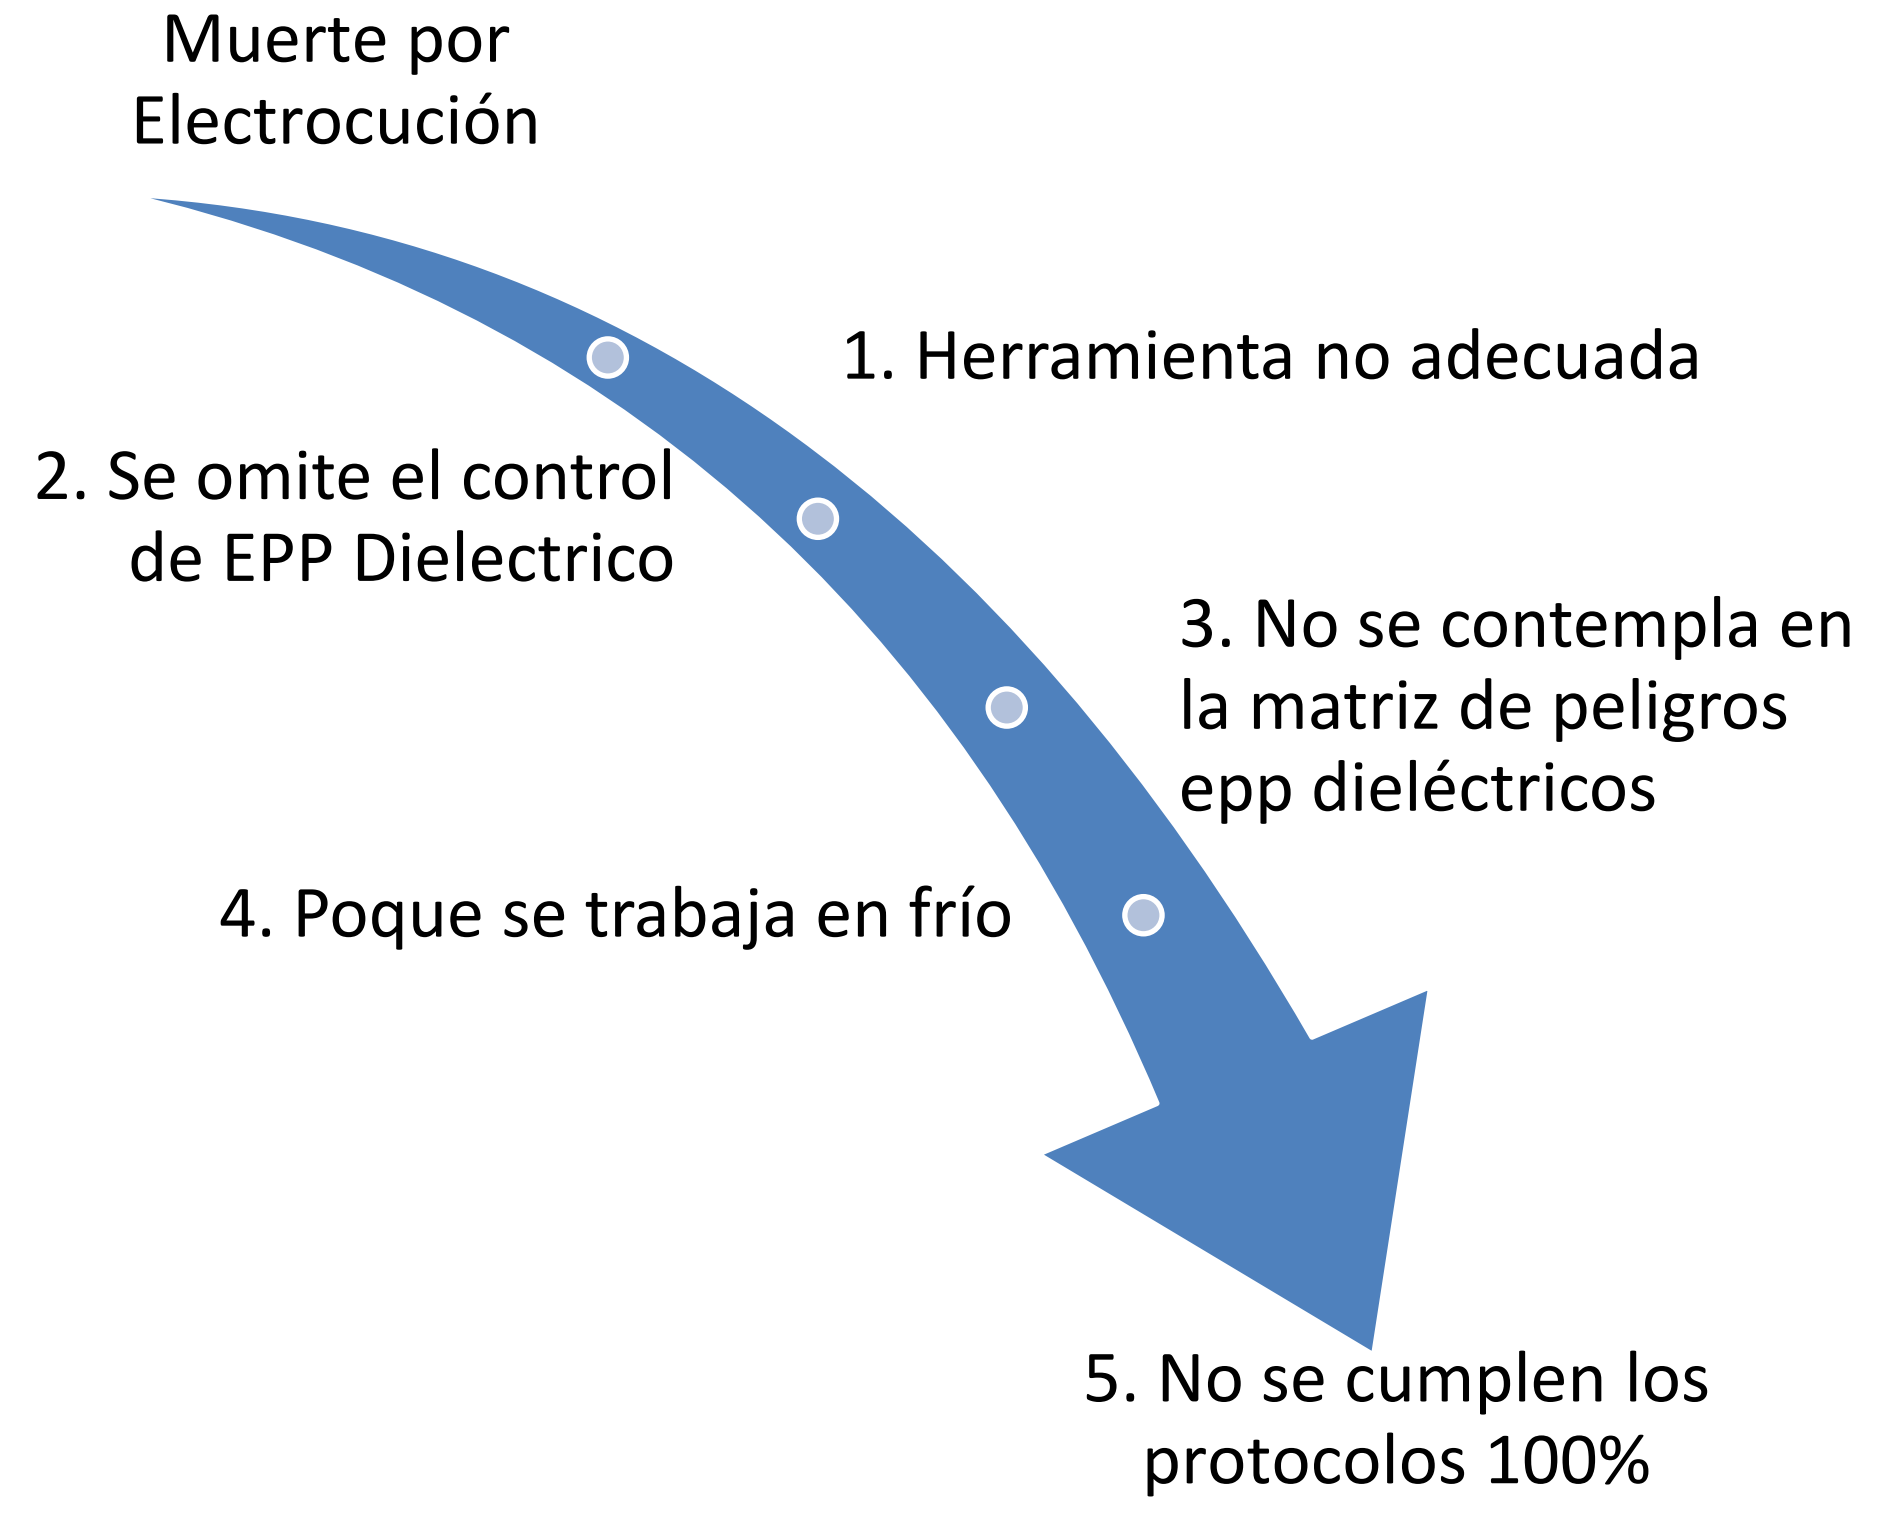 Muerte por
Electrocución
1. Herramienta no adecuada
2. Se omite el control
de EPP Dielectrico
3. No se contempla en
la matriz de peligros
epp dieléctricos
4. Poque se trabaja en frío
5. No se cumplen los
protocolos 100%